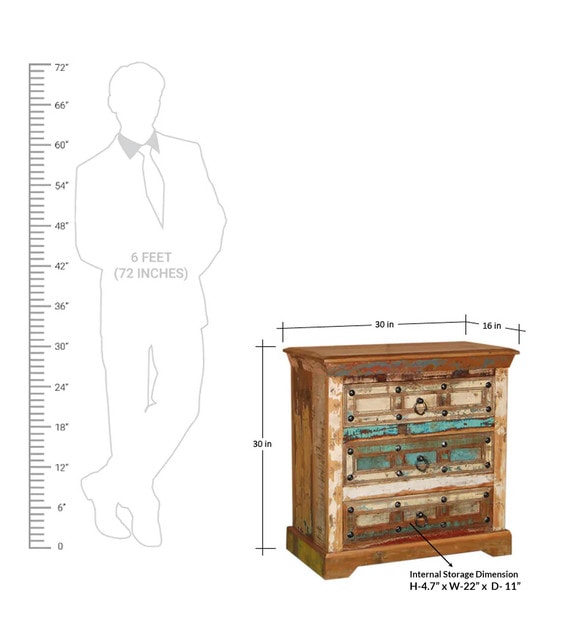 72"
66"
60"
54"
48"
42"
36"
30"
24"
18"
12"
6"
0
6 FEET
(72 INCHES)
30 in
16 in
30 in
Internal Storage Dimension
H-4.7" x W-22" x D- 11"